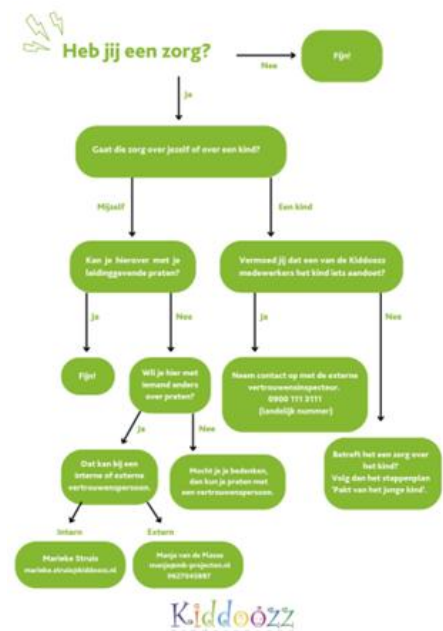 Heb jij een zorg?
Nee
Fijn!
Ja
Gaat die zorg over jezelf of over een kind?
Mijzelf
Een kind
Kan je hierover met je
leidinggevende praten?
Vermoed jij dat een van de Kiddoozz
medewerkers het kind iets aandoet?
Ja
Nee
Ja
Nee
Fijn!
Wil je hier met
iemand anders
over praten?
Neem contact op met de externe
vertrouwensinspecteur.
0900 111 3111
(landelijk nummer)
Ja
Nee
Dat kan bij een
interne of externe
vertrouwenspersoon.
Mocht je je bedenken,
dan kun je praten met
een vertrouwenspersoon.
Betreft het een zorg over
het kind?
Volg dan het stappenplan
'Pakt van het jonge kind'.
Intern
Extern
Marieke Struis
marieke.struis@kiddoozz.nl
Manja van de Plasse
manja@mb-projecten.nl
Kiddoozz